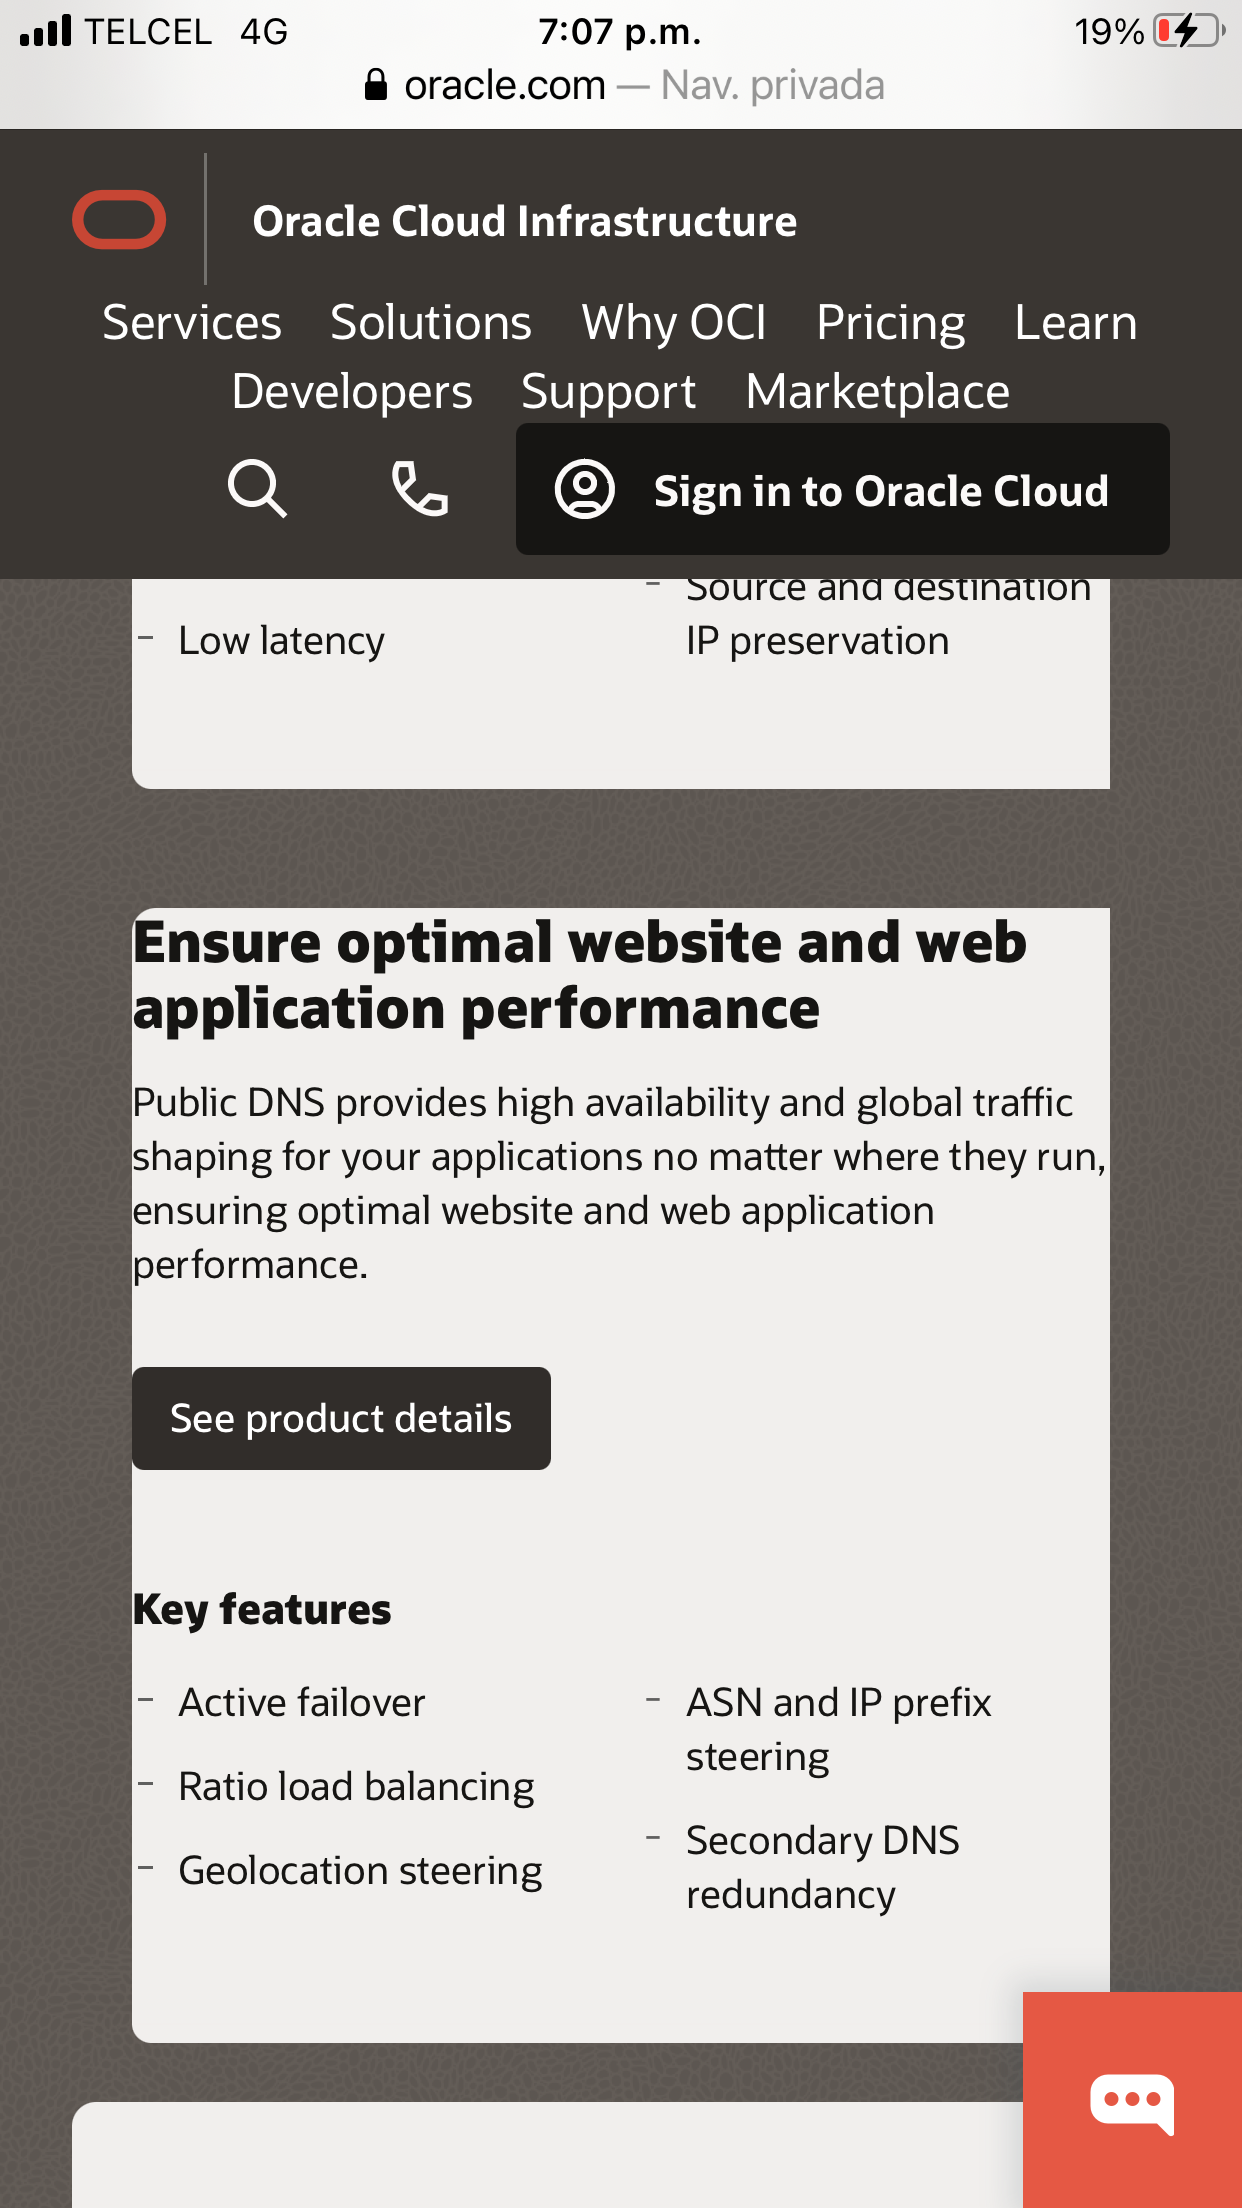 TELCEL 4G 7:07 p.m. 19%
oracle.com — Nav. privada
Oracle Cloud Infrastructure
Services Solutions Why OCI Pricing Learn
Developers Support Marketplace
Sign in to Oracle Cloud
– Low latency
– Source and destination
IP preservation
Ensure optimal website and web
application performance
Public DNS provides high availability and global traffic
shaping for your applications no matter where they run,
ensuring optimal website and web application
performance.
See product details
Key features
– Active failover
– Ratio load balancing
– Geolocation steering
– ASN and IP prefix
steering
– Secondary DNS
redundancy